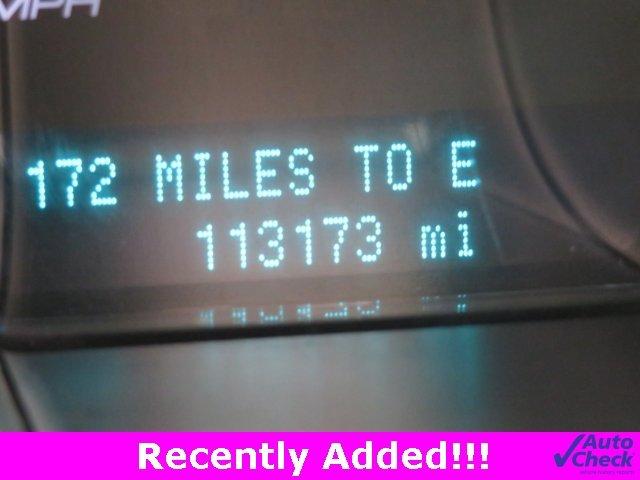 MPH
172 MILES TO E
113173 mi
Recently Added!!!
Auto
Check